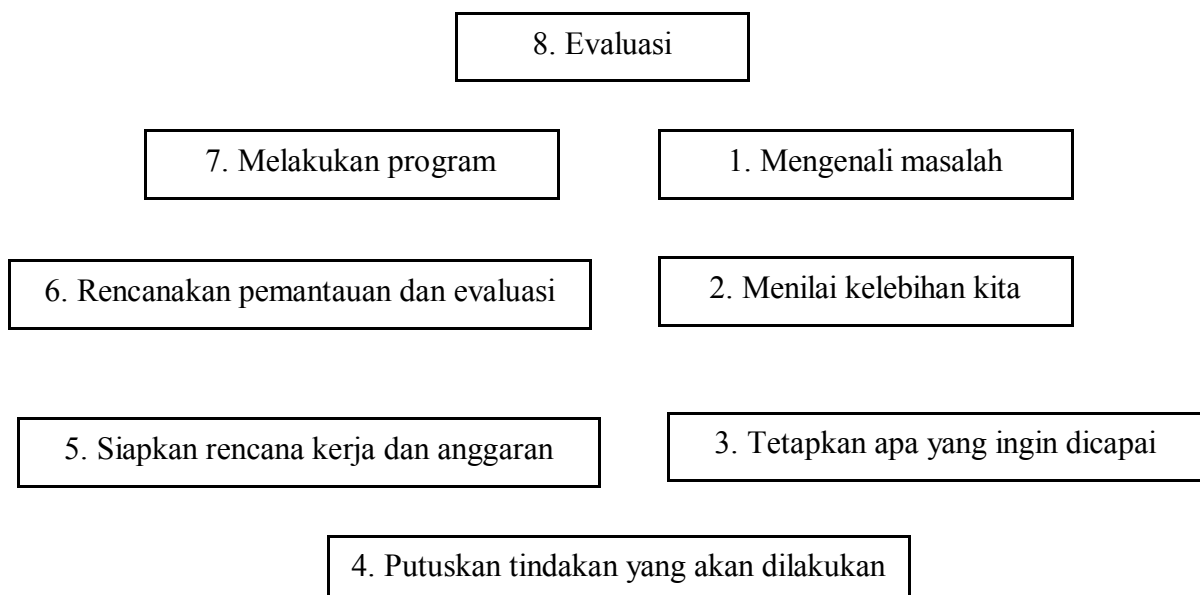 8. Evaluasi
7. Melakukan program
1. Mengenali masalah
6. Rencanakan pemantauan dan evaluasi
2. Menilai kelebihan kita
5. Siapkan rencana kerja dan anggaran
3. Tetapkan apa yang ingin dicapai
4. Putuskan tindakan yang akan dilakukan